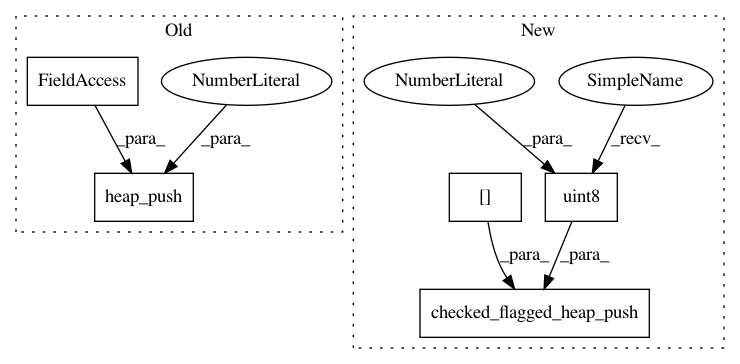 Old
New
FieldAccess
NumberLiteral
NumberLiteral
SimpleName
_para_
_para_
_para_
_recv_
heap_push
[]
uint8
_para_
_para_
checked_flagged_heap_push